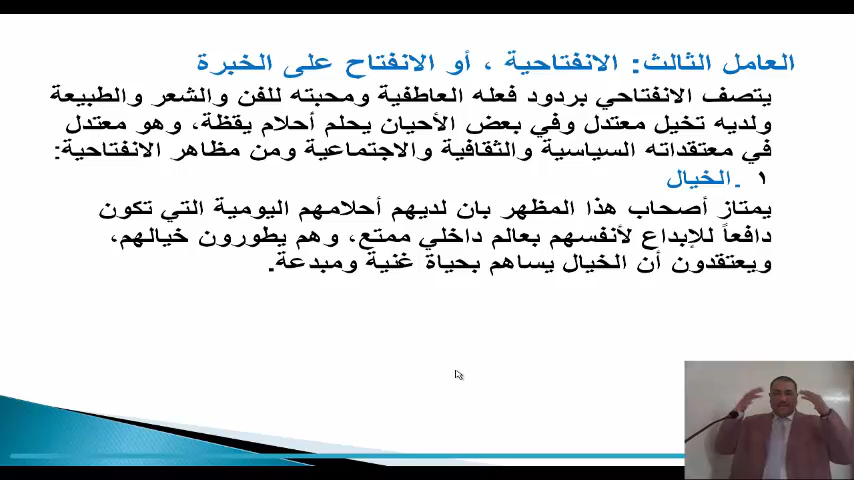 العامل الثالث: الانفتاحية ، أو الانفتاح على الخبرة
يتصف الانفتاحي بردود فعله العاطفية ومحبته للفن والشعر والطبيعة
ولديه تخيل معتدل وفي بعض الأحيان يحلم أحلام يقظة، وهو معتدل
في معتقداته السياسية والثقافية والاجتماعية ومن مظاهر الانفتاحية:
١ ـ الخيال
يمتاز أصحاب هذا المظهر بان لديهم أحلامهم اليومية التي تكون
دافعاً للإبداع لأنفسهم بعالم داخلي ممتع، وهم يطورون خيالهم،
ويعتقدون أن الخيال يساهم بحياة غنية ومبدعة.